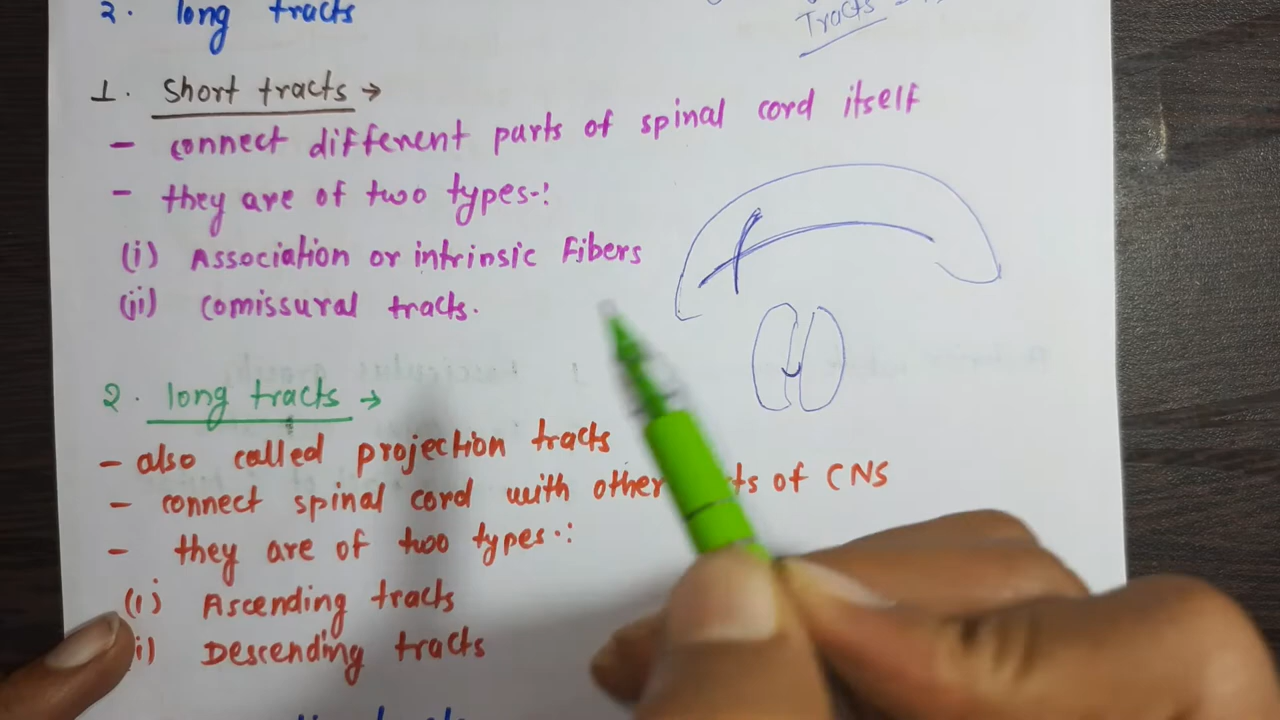 2. long tracts
Tracts
1. Short tracts →
- connect different parts of spinal cord itself
- they are of two types-:
(i) Association or intrinsic Fibers
(ii) Comissural tracts.
2. long tracts →
- also called projection tracts
- connect spinal cord with other ts of CNS
- they are of two types-:
(i) Ascending tracts
i) Descending tracts